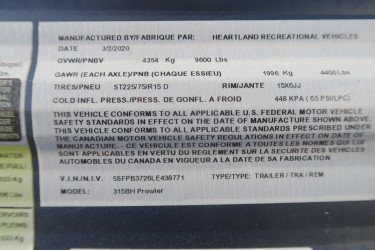 MANUFACTURED BY/FABRIQUE PAR: HEARTLAND RECREATIONAL VEHICLES
DATE: 3/2/2020
GVWR/PNBV 4354 Kg 9600 Lbs
GAWR (EACH AXLE)/PNB (CHAQUE ESSIEU) 1996 Kg 4400 Lbs
TIRES/PNEU ST225/75/R15 D RIM/JANTE 15X6JJ
COLD INFL. PRESS./PRESS. DE GONFL. A FROID 448 KPA (65 PSI/LPC)
THIS VEHICLE CONFORMS TO ALL APPLICABLE U.S. FEDERAL MOTOR VEHICLE
SAFETY STANDARDS IN EFFECT ON THE DATE OF MANUFACTURE SHOWN ABOVE.
THIS VEHICLE CONFORMS TO ALL APPLICABLE STANDARDS PRESCRIBED UNDER
THE CANADIAN MOTOR VEHICLE SAFETY REGULATIONS IN EFFECT ON THE DATE OF
MANUFACTURE. - CE VEHICULE EST CONFORME A TOUTES LES NORMES QUI LUI
SONT APPLICABLES EN VERTU DU REGLEMENT SUR LA SECURITE DES VEHICULES
AUTOMOBILES DU CANADA EN VIGUEUR A LA DATE DE SA FABRICATION
V.I.N./N.I.V. 5SFPB3726LE438771 TYPE/TYPE: TRAILER / TRA / REM
MODEL: 315BH Prowler